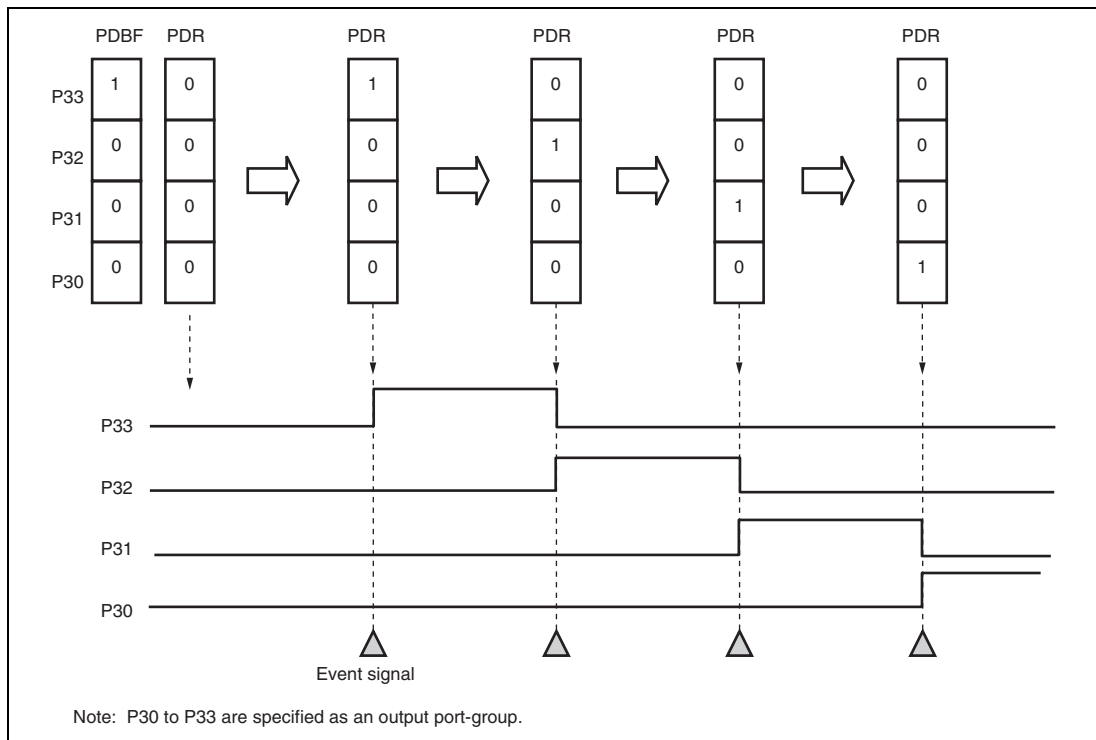 PDBF PDR PDR PDR PDR PDR
P33 1 0 1 0 0 0
P32 0 0 0 1 0 0
P31 0 0 0 0 1 0
P30 0 0 0 0 0 1
P33
P32
P31
P30
Event signal
Note: P30 to P33 are specified as an output port-group.